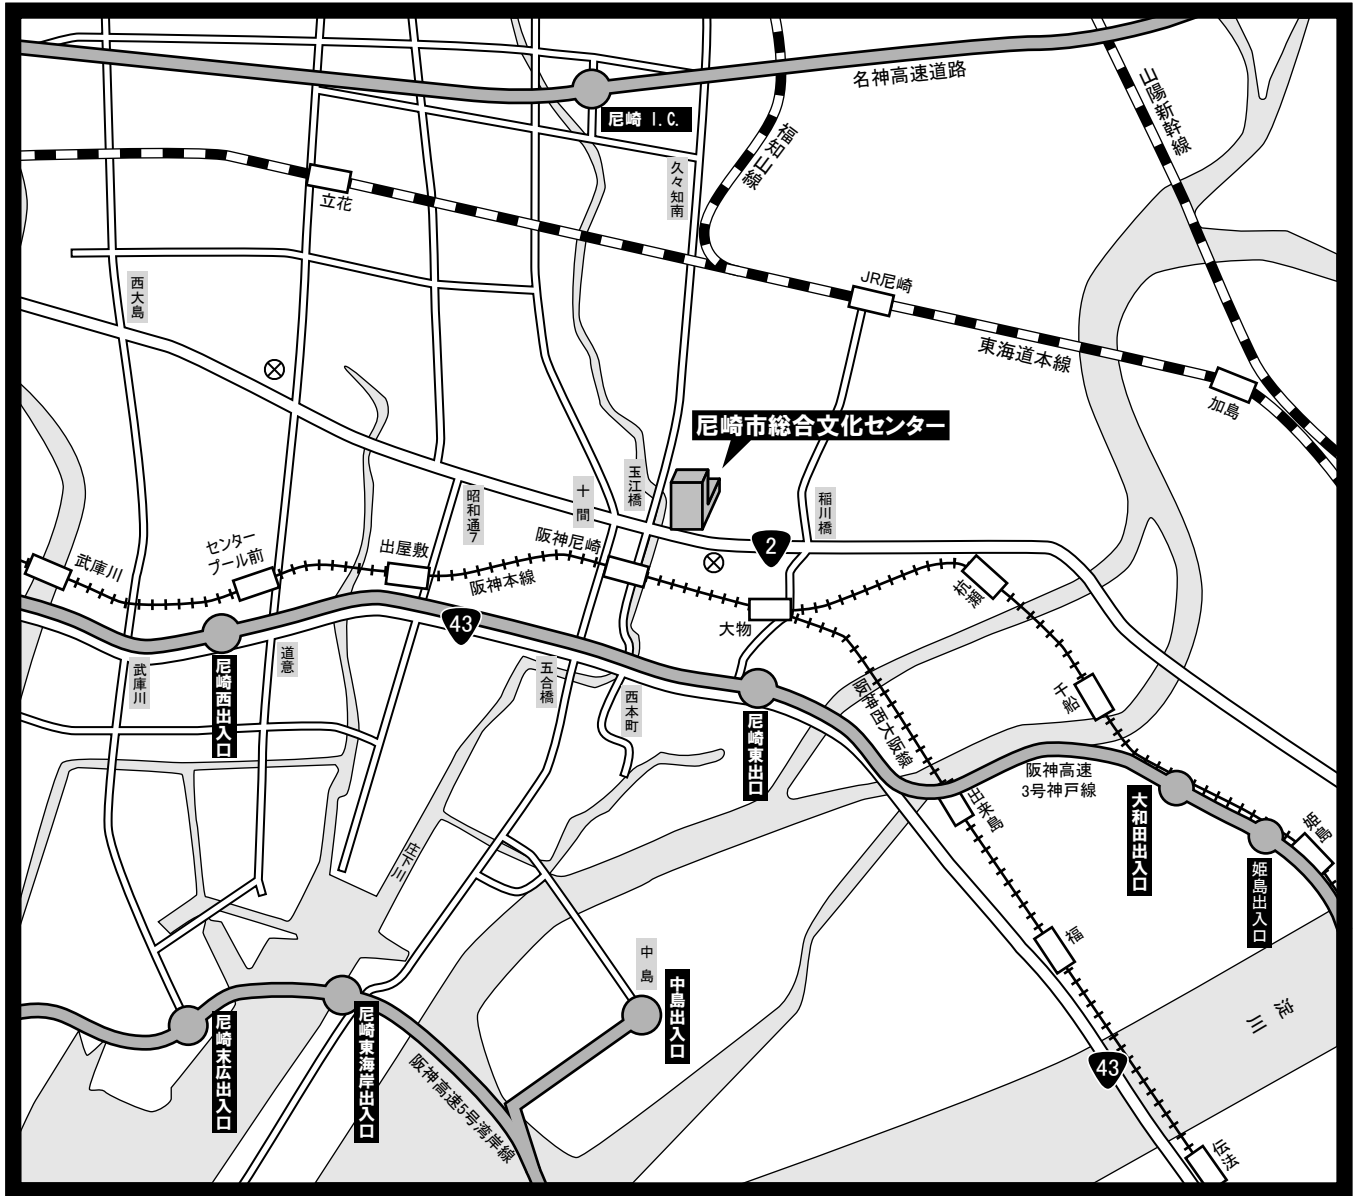 名神高速道路
山陽新幹線
尼崎 I.C.
福知山線
久々知南
立花
西大島
JR尼崎
東海道本線
加島
尼崎市総合文化センター
玉江橋
十間
昭和通7
稲川橋
2
阪神尼崎
出屋敷
センター
プール前
武庫川
阪神本線
杭瀬
大物
43
道意
武庫川
尼崎西出入口
五合橋
西本町
阪神西大阪線
千船
尼崎東出口
阪神高速
3号神戸線
出来島
大和田出入口
姫島
姫島出入口
庄下川
福
中島
中島出入口
淀川
尼崎末広出入口
尼崎東海岸出入口
阪神高速5号湾岸線
43
伝法